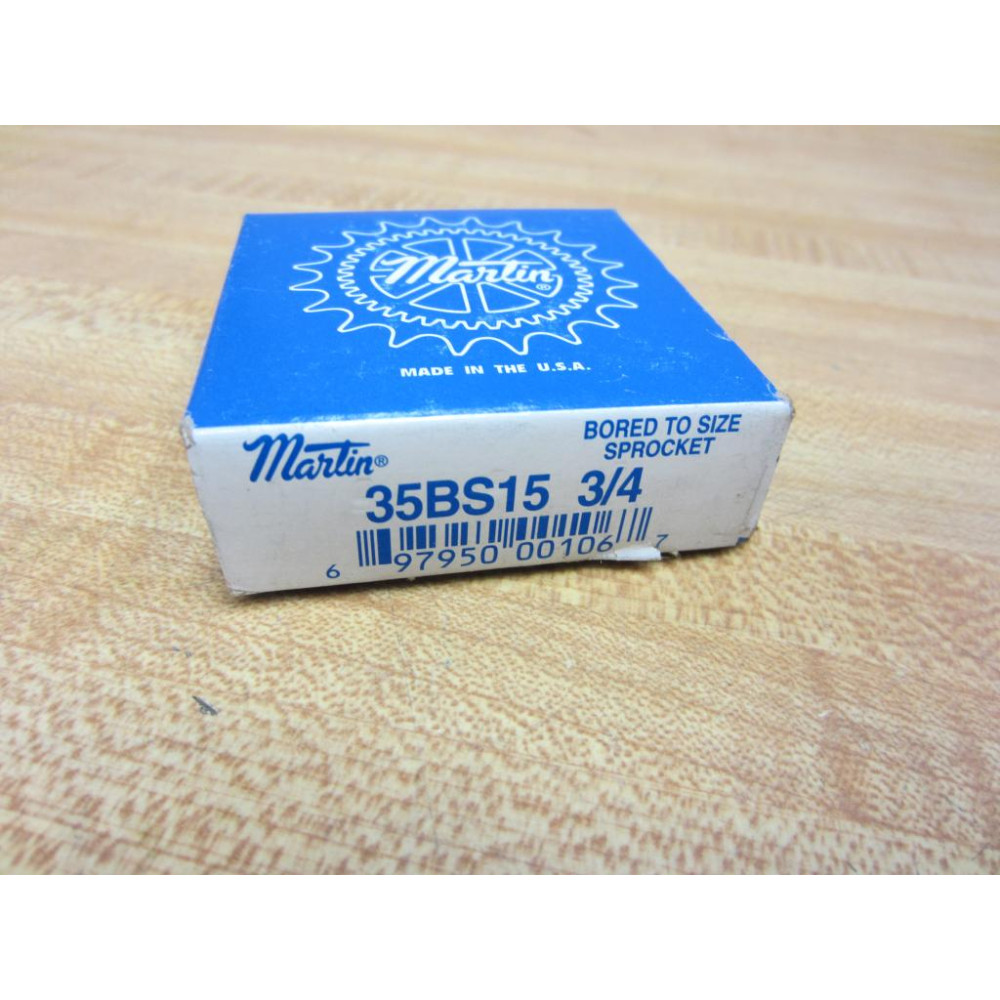 Martin®
MADE IN THE U.S.A.
Martin®
BORED TO SIZE
SPROCKET
35BS15 3/4
6 97950 00106 7